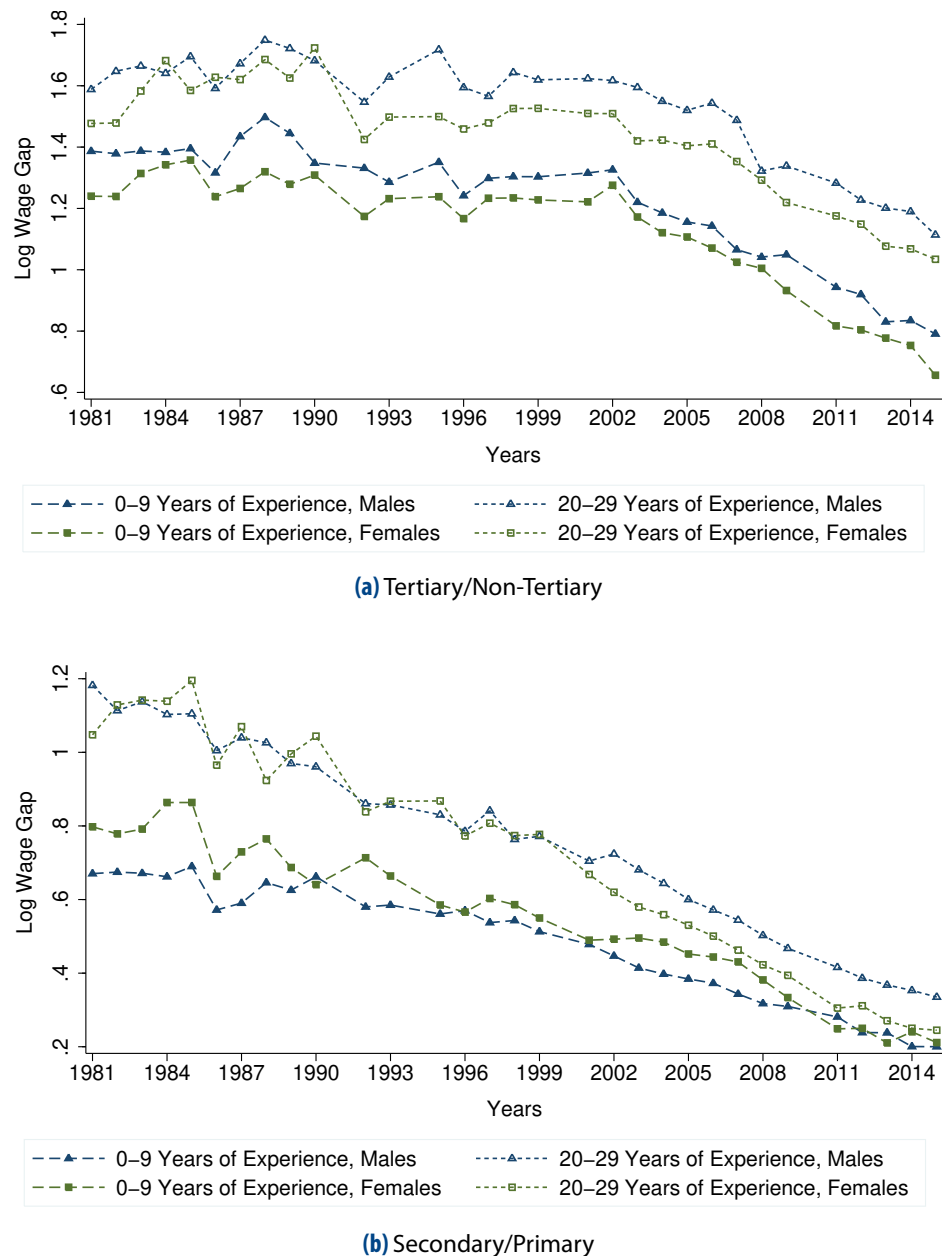 .6 .8 1 1.2 1.4 1.6 1.8
Log Wage Gap
1981 1984 1987 1990 1993 1996 1999 2002 2005 2008 2011 2014
Years
0−9 Years of Experience, Males 20−29 Years of Experience, Males
0−9 Years of Experience, Females 20−29 Years of Experience, Females
(a) Tertiary/Non-Tertiary
.2 .4 .6 .8 1 1.2
Log Wage Gap
1981 1984 1987 1990 1993 1996 1999 2002 2005 2008 2011 2014
Years
0−9 Years of Experience, Males 20−29 Years of Experience, Males
0−9 Years of Experience, Females 20−29 Years of Experience, Females
(b) Secondary/Primary